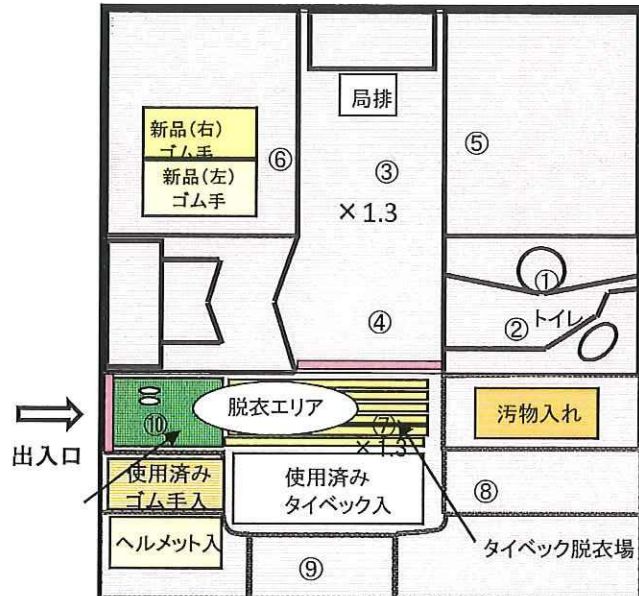 局排
新品(右)
ゴム手
新品(左)
ゴム手
⑥
③
×1.3
⑤
①
②
トイレ
④
出入口
⑩
脱衣エリア
⑦
×1.3
汚物入れ
使用済み
ゴム手入
使用済み
タイベック入
⑧
ヘルメット入
⑨
タイベック脱衣場